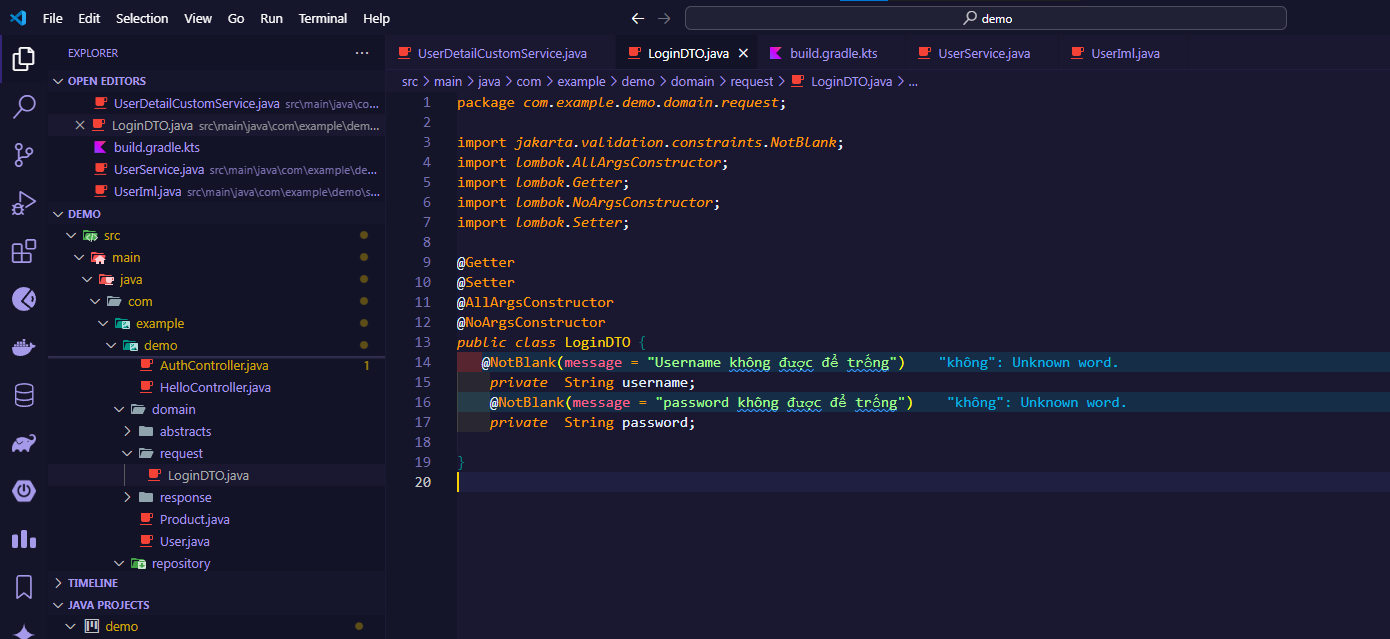 File Edit Selection View Go Run Terminal Help
demo
EXPLORER
OPEN EDITORS
UserDetailCustomService.java src\main\java\co...
LoginDTO.java src\main\java\com\example\dem...
build.gradle.kts
UserService.java src\main\java\com\example\de...
UserIml.java src\main\java\com\example\demo\s...
DEMO
src
main
java
com
example
demo
AuthController.java 1
HelloController.java
domain
abstracts
request
LoginDTO.java
response
Product.java
User.java
repository
TIMELINE
JAVA PROJECTS
demo
UserDetailCustomService.java LoginDTO.java build.gradle.kts UserService.java UserIml.java
src > main > java > com > example > demo > domain > request > LoginDTO.java > ...
1 package com.example.demo.domain.request;
2
3 import jakarta.validation.constraints.NotBlank;
4 import lombok.AllArgsConstructor;
5 import lombok.Getter;
6 import lombok.NoArgsConstructor;
7 import lombok.Setter;
8
9 @Getter
10 @Setter
11 @AllArgsConstructor
12 @NoArgsConstructor
13 public class LoginDTO {
14 @NotBlank(message = "Username không được để trống") "không": Unknown word.
15 private String username;
16 @NotBlank(message = "password không được để trống") "không": Unknown word.
17 private String password;
18
19 }
20